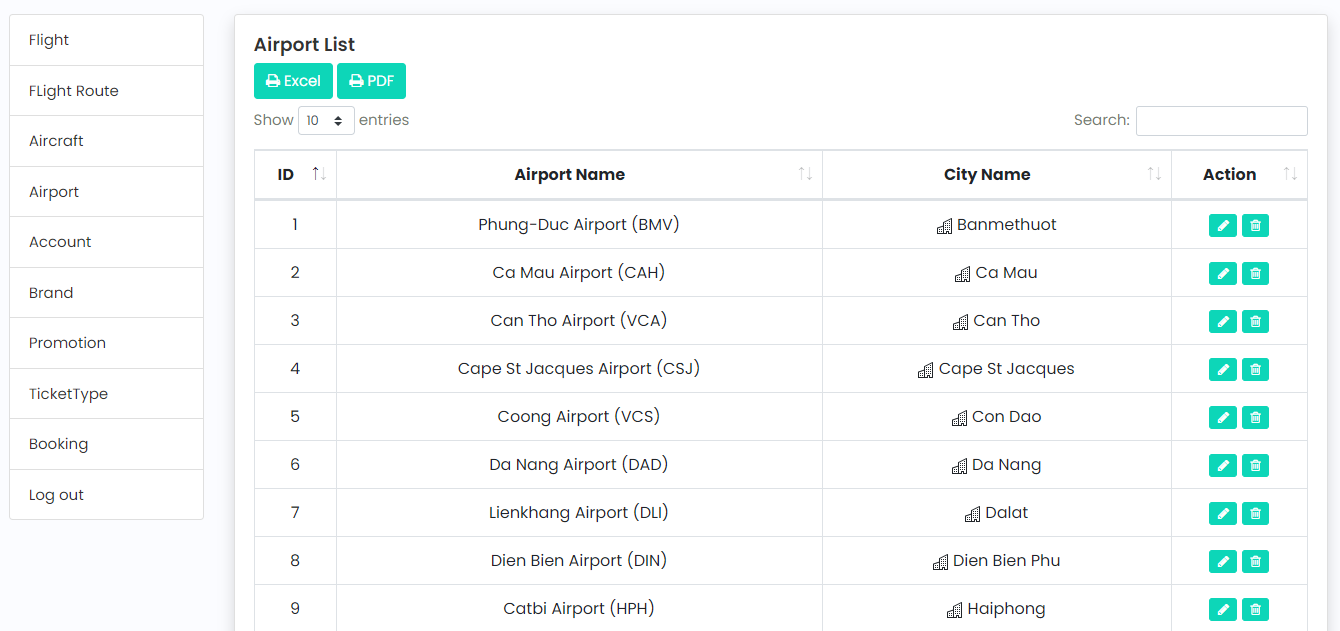 Flight
FLight Route
Aircraft
Airport
Account
Brand
Promotion
TicketType
Booking
Log out
Airport List
Excel PDF
Show 10 entries Search:
ID Airport Name City Name Action
1 Phung-Duc Airport (BMV) Banmethuot
2 Ca Mau Airport (CAH) Ca Mau
3 Can Tho Airport (VCA) Can Tho
4 Cape St Jacques Airport (CSJ) Cape St Jacques
5 Coong Airport (VCS) Con Dao
6 Da Nang Airport (DAD) Da Nang
7 Lienkhang Airport (DLI) Dalat
8 Dien Bien Airport (DIN) Dien Bien Phu
9 Catbi Airport (HPH) Haiphong